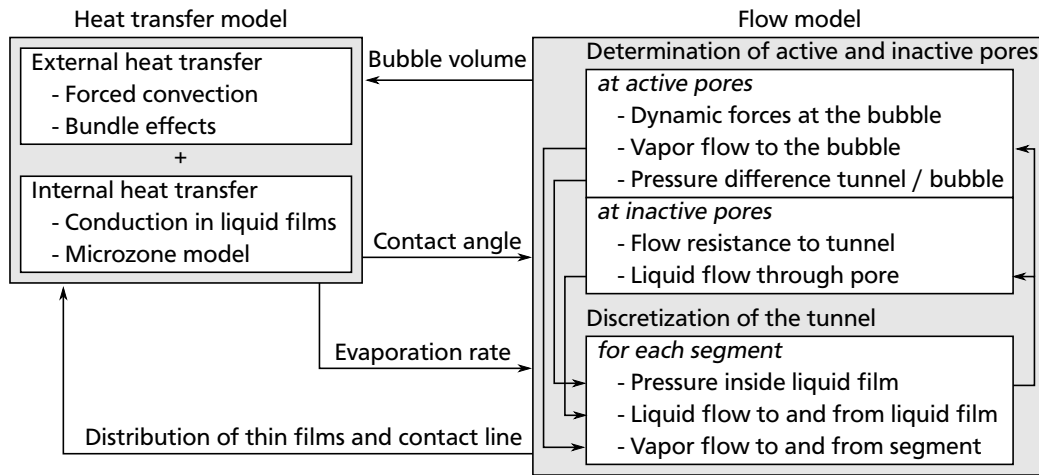 Heat transfer model
External heat transfer
- Forced convection
- Bundle effects
+
Internal heat transfer
- Conduction in liquid films
- Microzone model
Bubble volume
Contact angle
Evaporation rate
Distribution of thin films and contact line
Flow model
Determination of active and inactive pores
at active pores
- Dynamic forces at the bubble
- Vapor flow to the bubble
- Pressure difference tunnel / bubble
at inactive pores
- Flow resistance to tunnel
- Liquid flow through pore
Discretization of the tunnel
for each segment
- Pressure inside liquid film
- Liquid flow to and from liquid film
- Vapor flow to and from segment